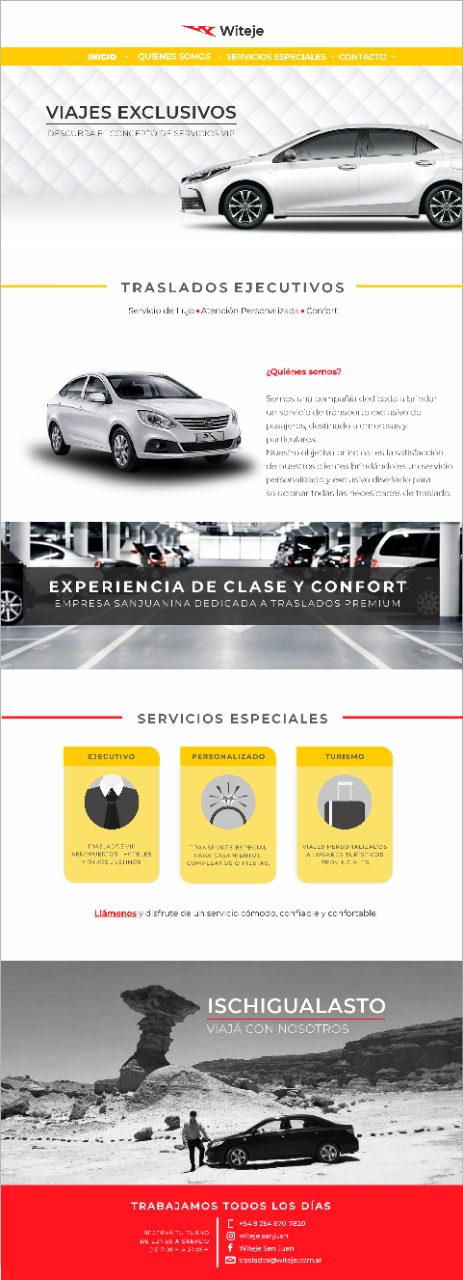 Witeje
INICIO • QUIENES SOMOS • SERVICIOS ESPECIALES • CONTACTO
VIAJES EXCLUSIVOS
DESCUBRA EL CONCEPTO DE SERVICIOS VIP
TRASLADOS EJECUTIVOS
Servicio de Lujo • Atención Personalizada • Confort
¿Quiénes somos?
Somos una compañía dedicada a brindar
un servicio de transporte exclusivo de
pasajeros, destinado a empresas y
particulares.
Nuestro objetivo principal es la satisfacción
de nuestros clientes brindándoles un servicio
personalizado y exclusivo diseñado para
solucionar todas las necesidades de traslado.
EXPERIENCIA DE CLASE Y CONFORT
EMPRESA SANJUANINA DEDICADA A TRASLADOS PREMIUM
SERVICIOS ESPECIALES
EJECUTIVO
TRASLADOS VIP
AEROPUERTOS, HOTELES
Y OTROS DESTINOS
PERSONALIZADO
TRANSPORTE ESPECIAL
PARA CASAMIENTOS,
CUMPLEAÑOS O FIESTAS.
TURISMO
VIAJES PERSONALIZADOS
A LUGARES TURÍSTICOS
PROVINCIALES
Llámenos y disfrute de un servicio cómodo, confiable y confortable
ISCHIGUALASTO
VIAJÁ CON NOSOTROS
TRABAJAMOS TODOS LOS DÍAS
RESERVÁ TU TURNO
DE LUNES A SÁBADO
DE 7:00H A 21:00H
+54 9 264 670 7820
witeje.sanjuan
Witeje San Juan
traslados@witeje.com.ar